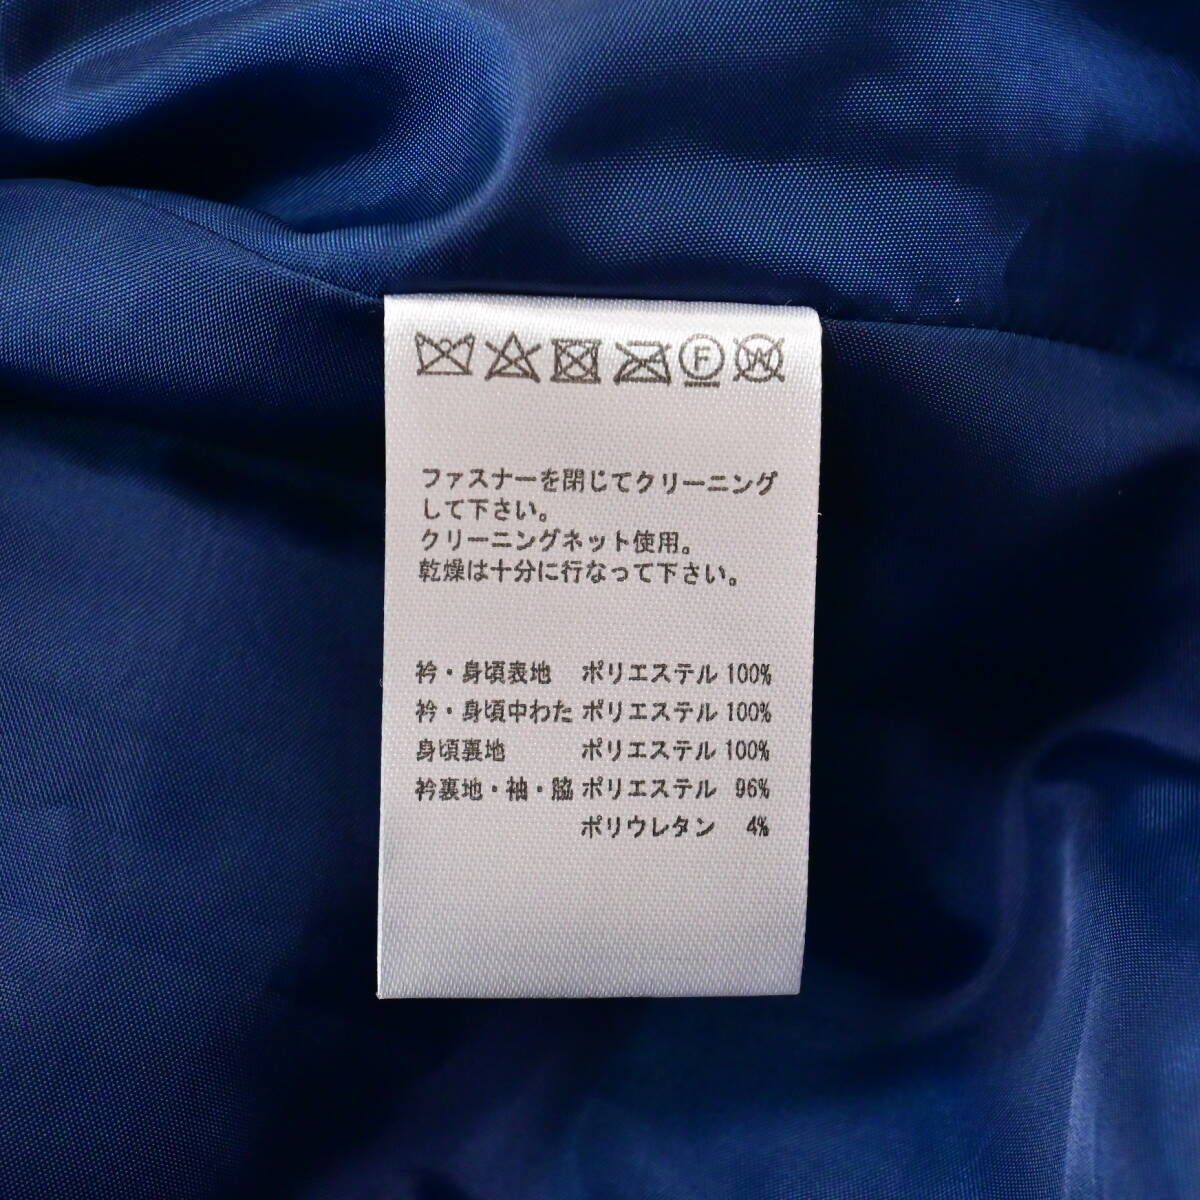 F W
ファスナーを閉じてクリーニング
して下さい。
クリーニングネット使用。
乾燥は十分に行なって下さい。
衿・身頃表地 ポリエステル 100%
衿・身頃中わた ポリエステル 100%
身頃裏地 ポリエステル 100%
衿裏地・袖・脇 ポリエステル 96%
ポリウレタン 4%